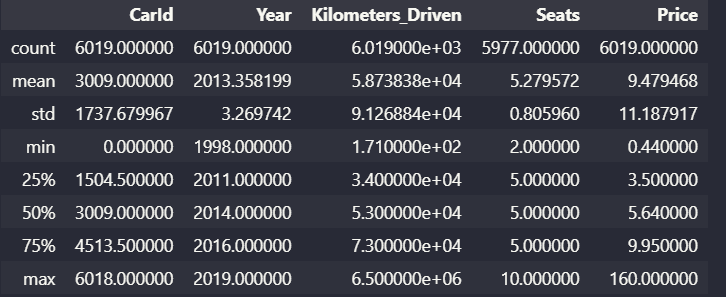 CarId Year Kilometers_Driven Seats Price
count 6019.000000 6019.000000 6.019000e+03 5977.000000 6019.000000
mean 3009.000000 2013.358199 5.873838e+04 5.279572 9.479468
std 1737.679967 3.269742 9.126884e+04 0.805960 11.187917
min 0.000000 1998.000000 1.710000e+02 2.000000 0.440000
25% 1504.500000 2011.000000 3.400000e+04 5.000000 3.500000
50% 3009.000000 2014.000000 5.300000e+04 5.000000 5.640000
75% 4513.500000 2016.000000 7.300000e+04 5.000000 9.950000
max 6018.000000 2019.000000 6.500000e+06 10.000000 160.000000